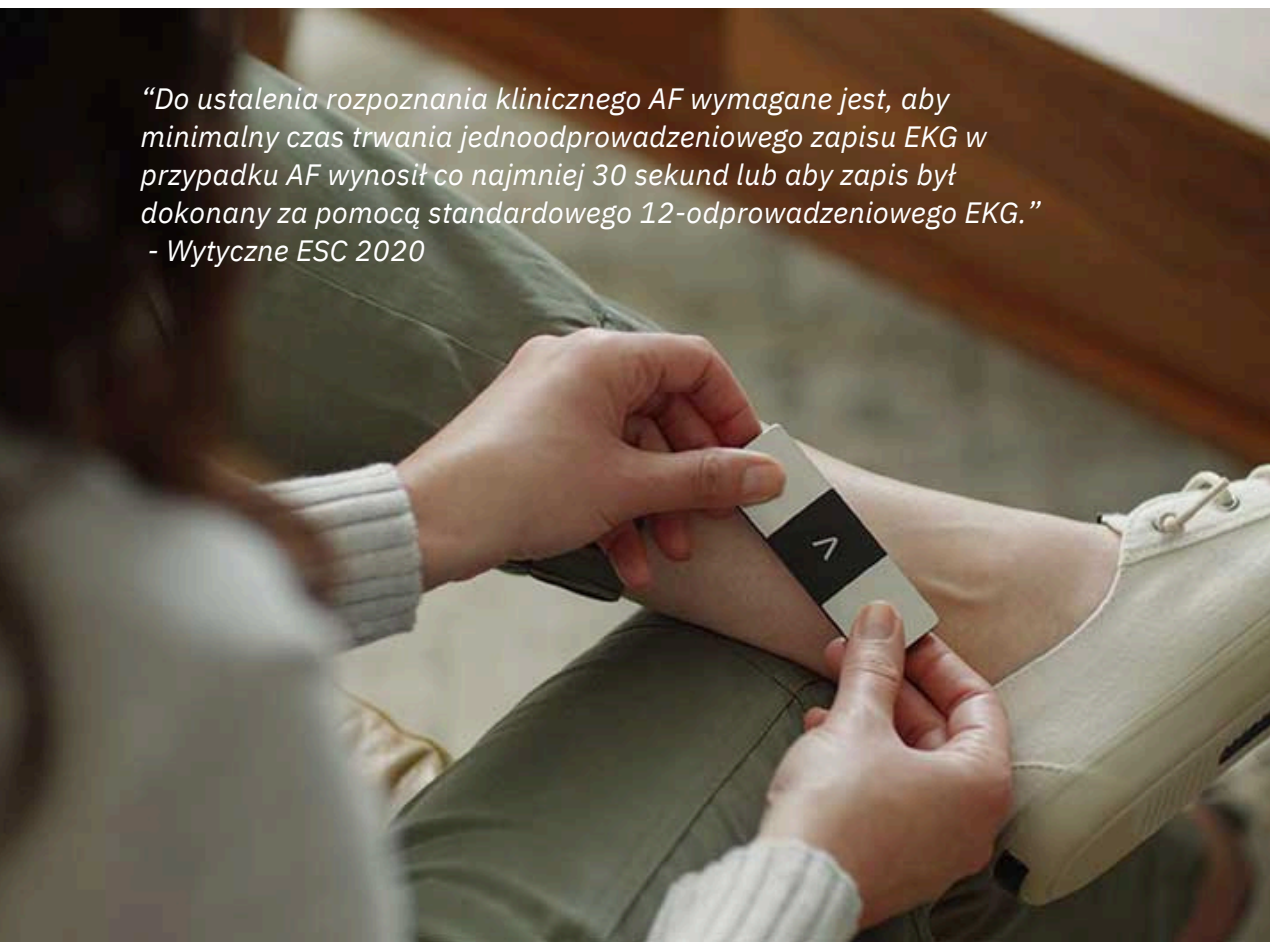 “Do ustalenia rozpoznania klinicznego AF wymagane jest, aby
minimalny czas trwania jednoodprowadzeniowego zapisu EKG w
przypadku AF wynosił co najmniej 30 sekund lub aby zapis był
dokonany za pomocą standardowego 12-odprowadzeniowego EKG.”
- Wytyczne ESC 2020